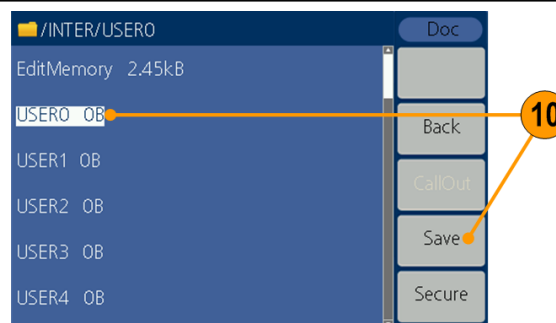 /INTER/USER0
Doc
EditMemory 2.45kB
USER0 0B
Back
10
USER1 0B
CallOut
USER2 0B
Save
USER3 0B
USER4 0B
Secure